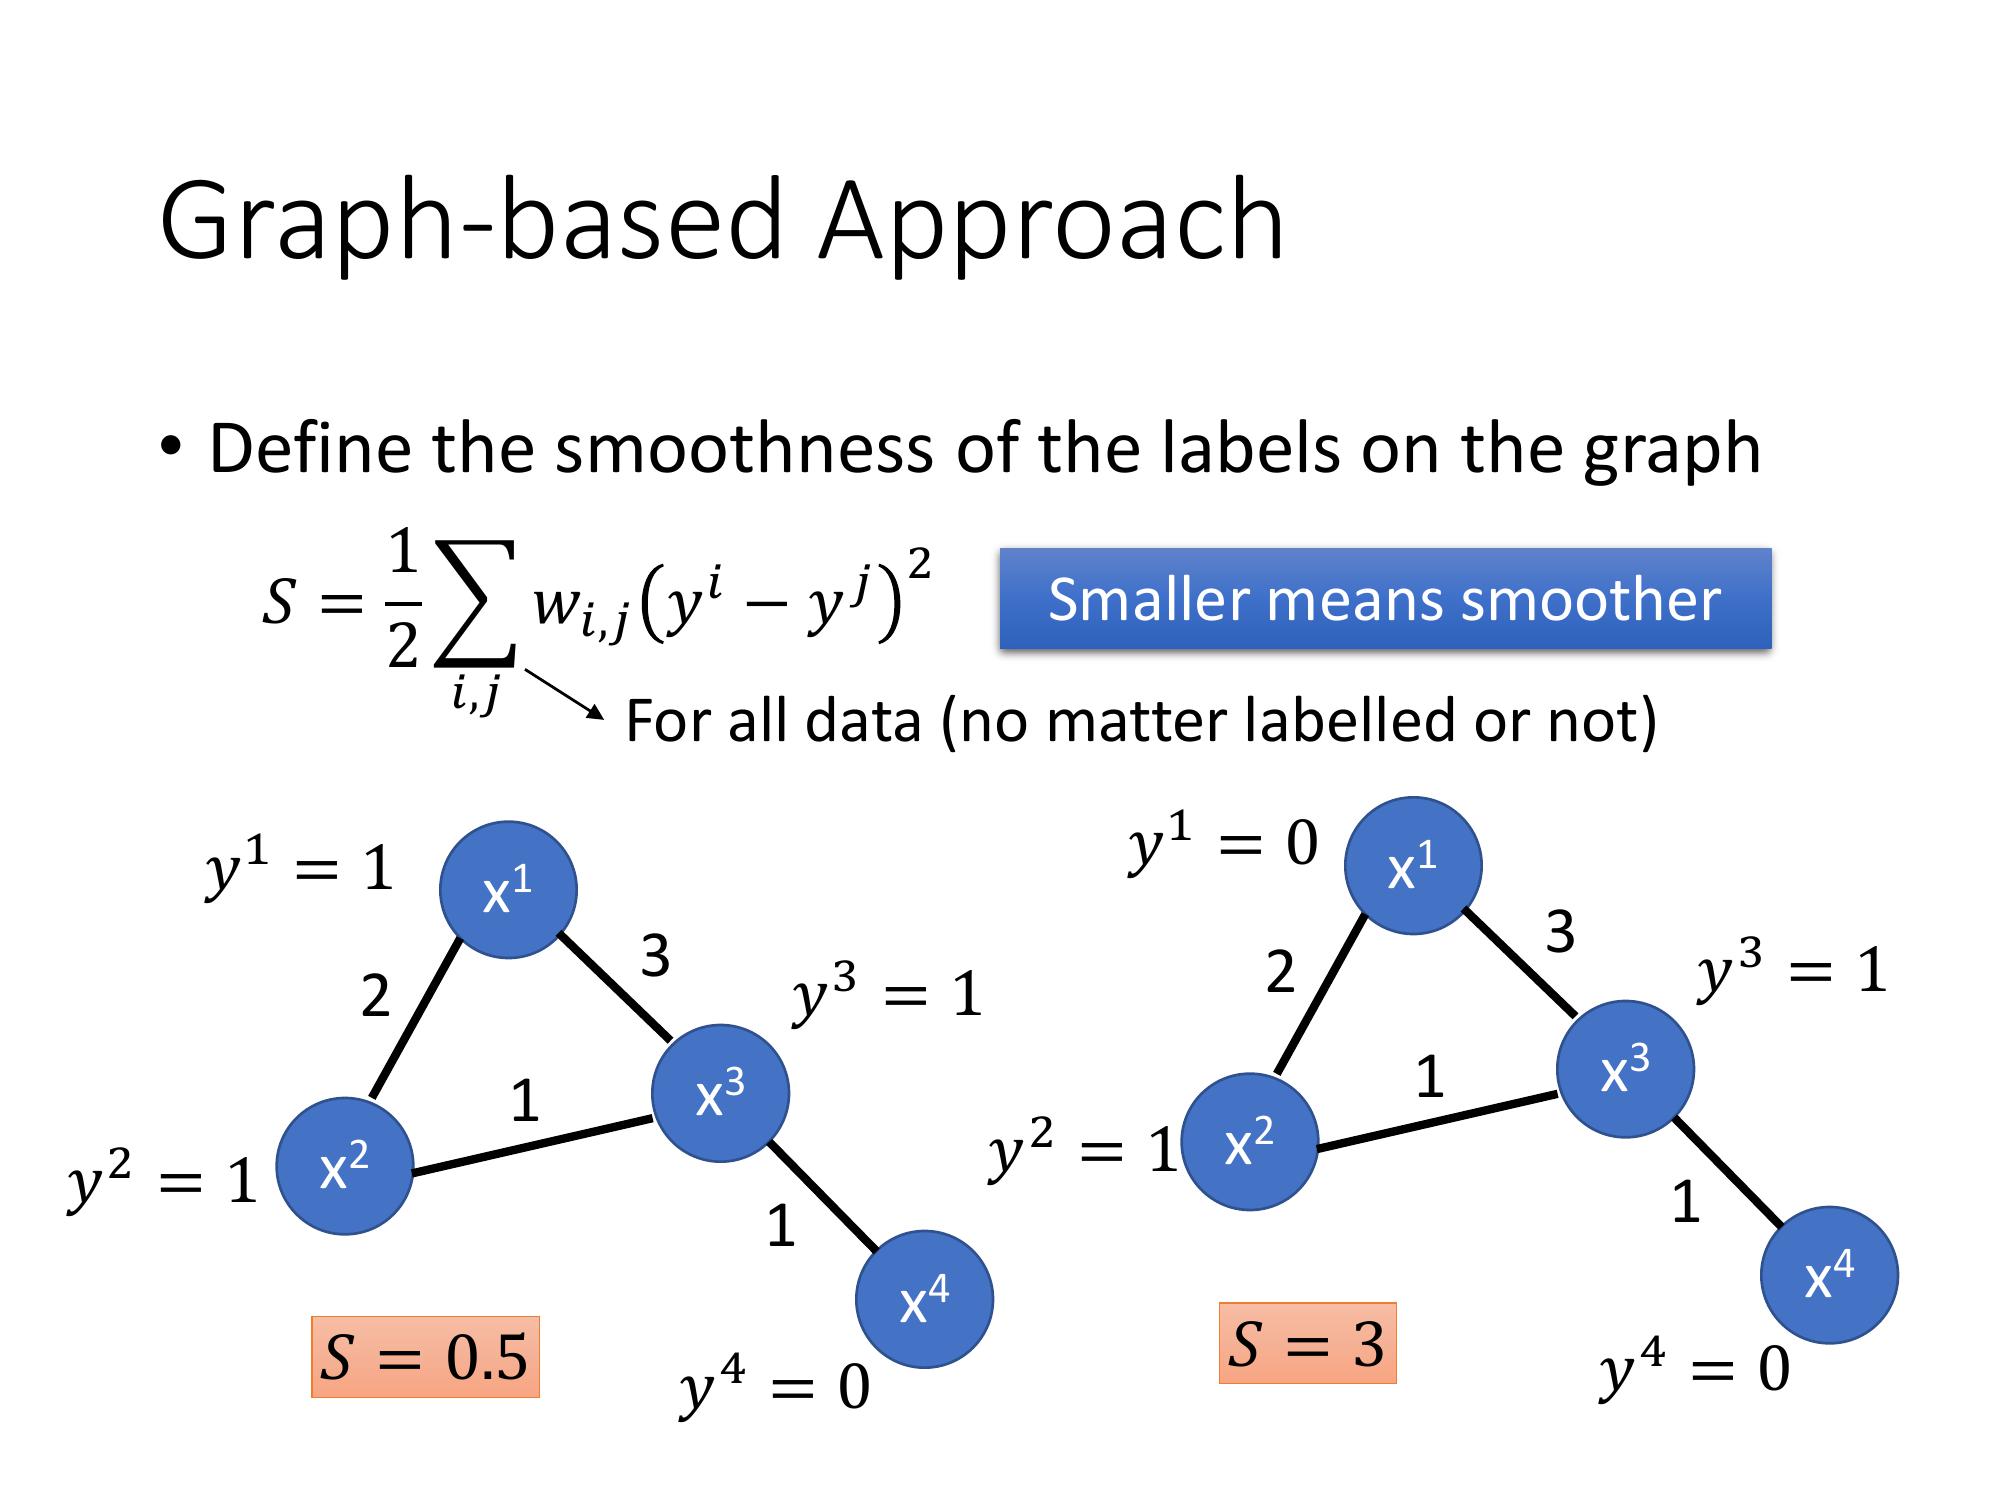 Graph-based Approach
• Define the smoothness of the labels on the graph
S = 1/2 ∑_{i,j} w_{i,j}(y^i − y^j)^2
Smaller means smoother
For all data (no matter labelled or not)
y^1 = 1
x^1
2
3
y^3 = 1
x^3
1
y^2 = 1
x^2
1
x^4
S = 0.5
y^4 = 0
y^1 = 0
x^1
2
3
y^3 = 1
x^3
1
y^2 = 1
x^2
1
x^4
S = 3
y^4 = 0